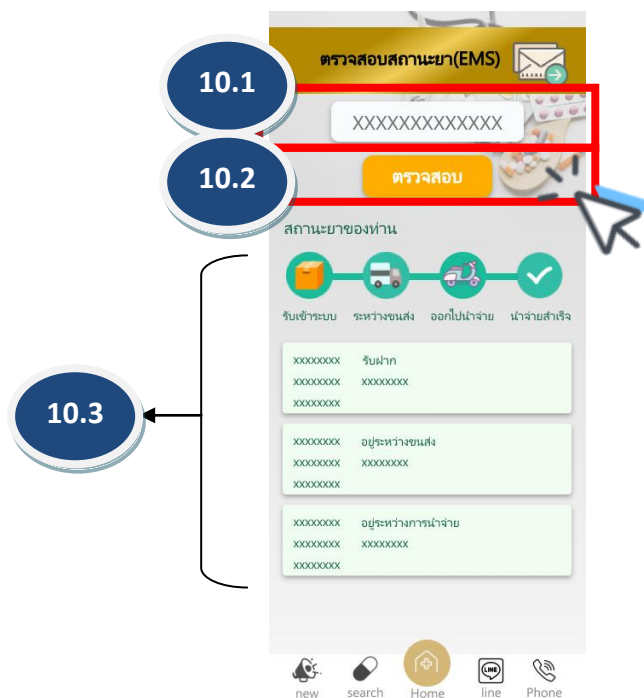 ตรวจสอบสถานะยา(EMS)
10.1
XXXXXXXXXXXXX
10.2
ตรวจสอบ
สถานะยาของท่าน
รับเข้าระบบ ระหว่างขนส่ง ออกไปนำจ่าย นำจ่ายสำเร็จ
xxxxxxxx รับฝาก
xxxxxxxx xxxxxxxx
xxxxxxxx
10.3
xxxxxxxx อยู่ระหว่างขนส่ง
xxxxxxxx xxxxxxxx
xxxxxxxx
xxxxxxxx อยู่ระหว่างการนำจ่าย
xxxxxxxx xxxxxxxx
xxxxxxxx
LINE
new search Home line Phone